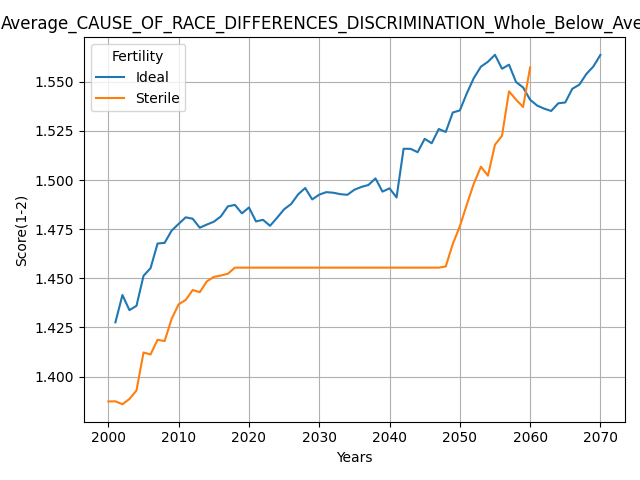 Average_CAUSE_OF_RACE_DIFFERENCES_DISCRIMINATION_Whole_Below_Ave
Fertility
Ideal
Sterile
1.550
1.525
1.500
1.475
1.450
1.425
1.400
Score(1-2)
2000 2010 2020 2030 2040 2050 2060 2070
Years